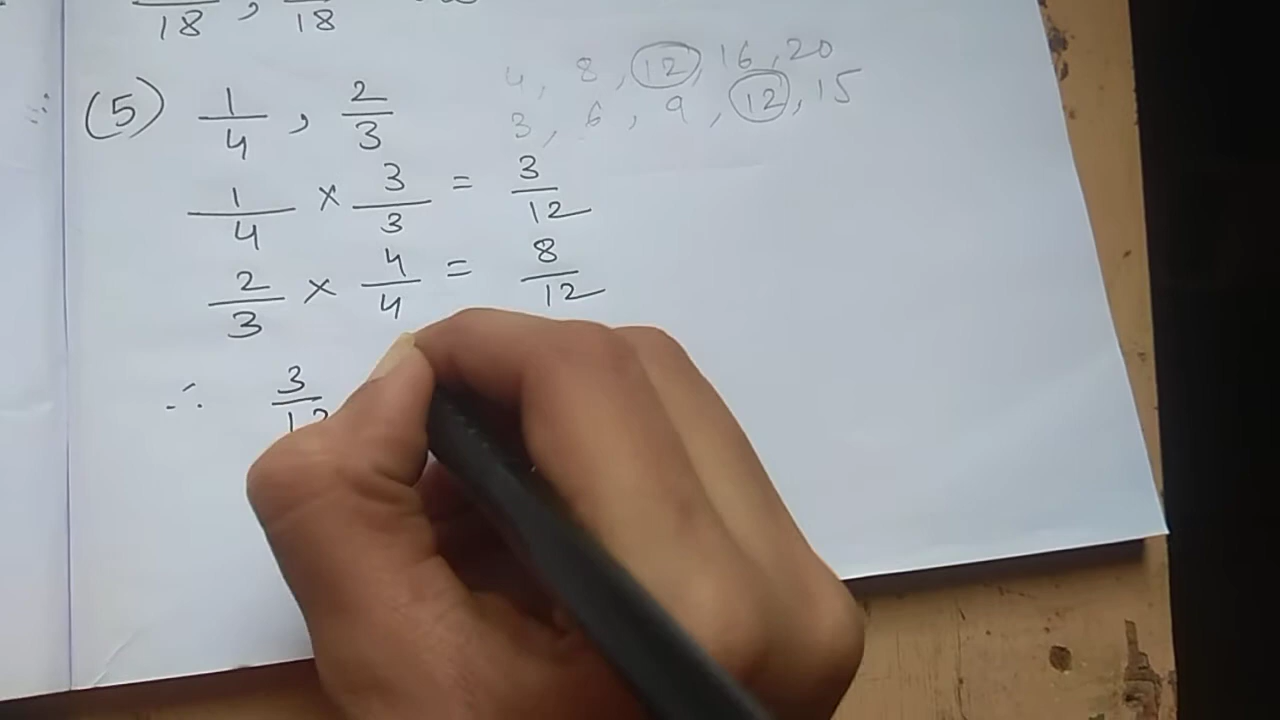 18 , 18
(5) 1/4 , 2/3
4, 8, 12, 16, 20
3, 6, 9, 12, 15
1/4 × 3/3 = 3/12
2/3 × 4/4 = 8/12
∴ 3/12